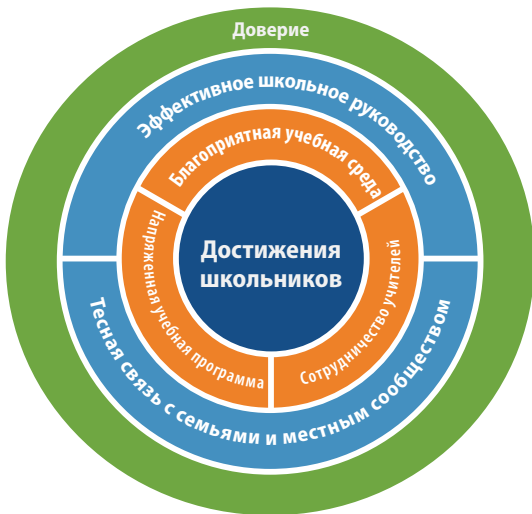 Доверие
Эффективное школьное руководство
Благоприятная учебная среда
Достижения
школьников
Напряженная учебная программа
Сотрудничество учителей
Тесная связь с семьями и местным сообществом